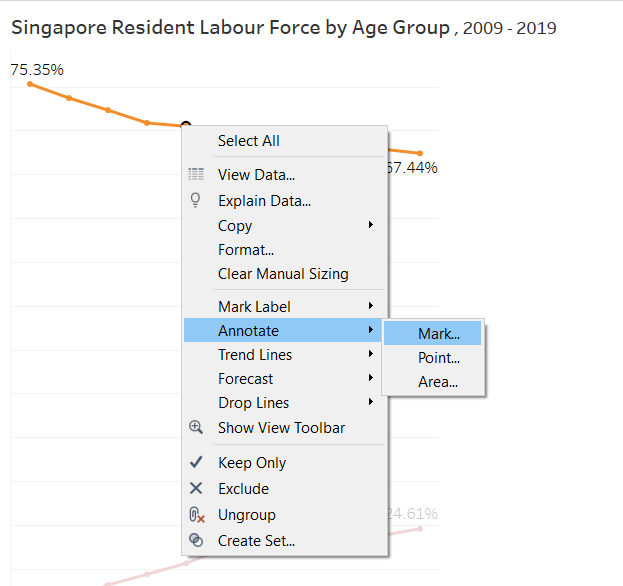 Singapore Resident Labour Force by Age Group , 2009 - 2019
75.35%
57.44%
Select All
View Data...
Explain Data...
Copy
Format...
Clear Manual Sizing
Mark Label
Annotate
Mark...
Point...
Area...
Trend Lines
Forecast
Drop Lines
Show View Toolbar
Keep Only
Exclude
Ungroup
Create Set...
24.61%